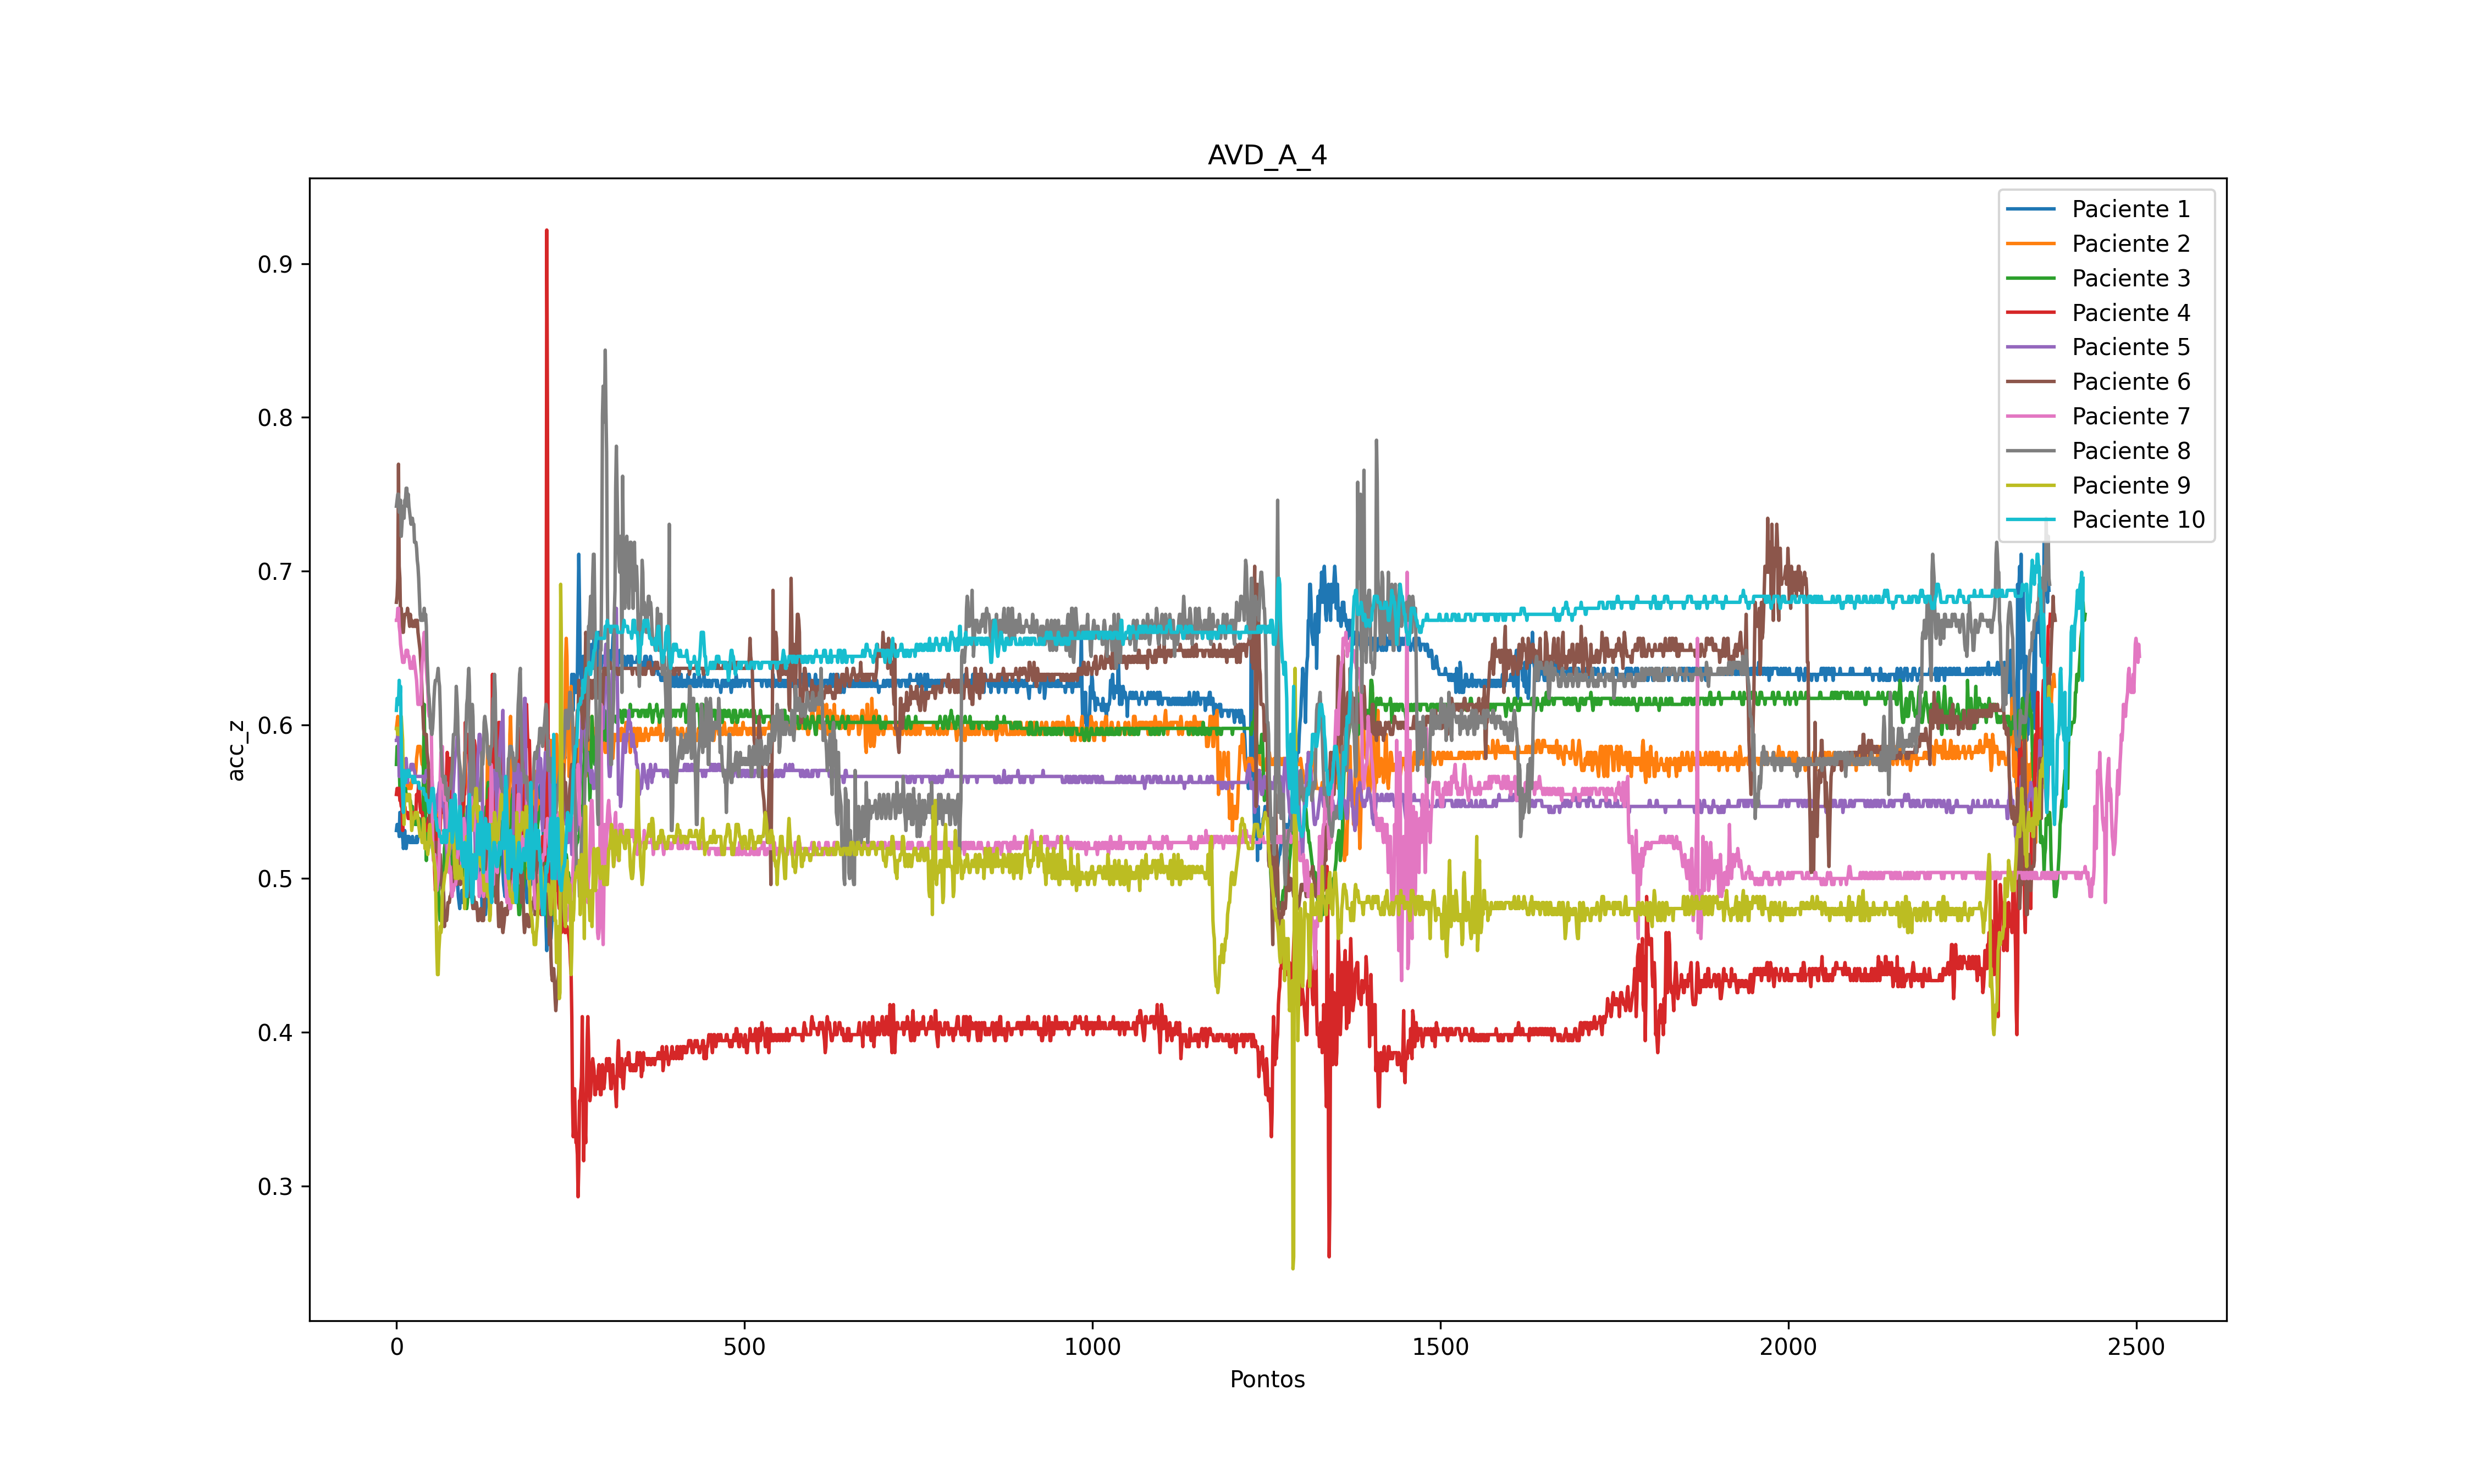 AVD_A_4
acc_z
0.9
0.8
0.7
0.6
0.5
0.4
0.3
0
500
1000
1500
2000
2500
Pontos
Paciente 1
Paciente 2
Paciente 3
Paciente 4
Paciente 5
Paciente 6
Paciente 7
Paciente 8
Paciente 9
Paciente 10